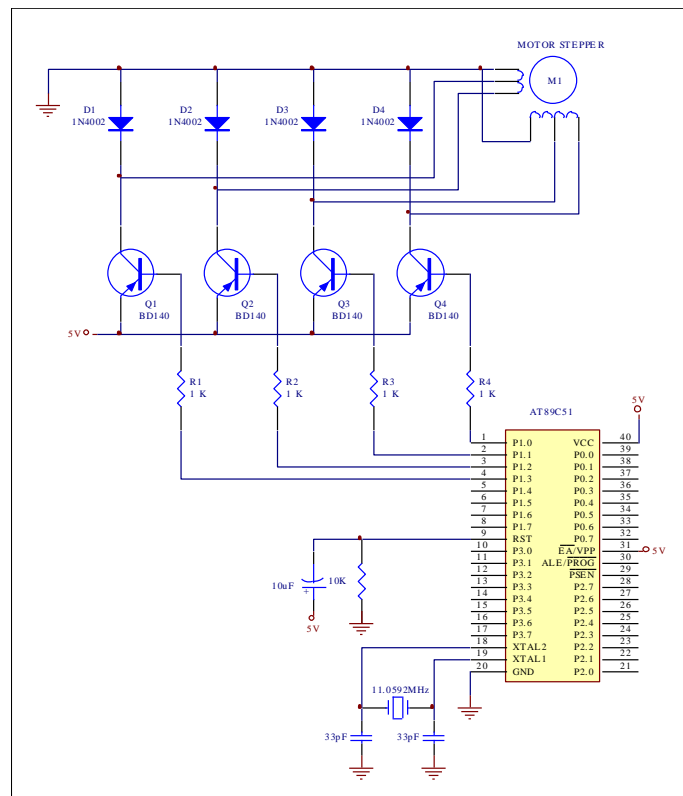 MOTOR STEPPER
M1
D1
1N4002
D2
1N4002
D3
1N4002
D4
1N4002
Q1
BD140
Q2
BD140
Q3
BD140
Q4
BD140
5V
R1
1 K
R2
1 K
R3
1 K
R4
1 K
5V
AT89C51
1 P1.0 VCC 40
2 P1.1 P0.0 39
3 P1.2 P0.1 38
4 P1.3 P0.2 37
5 P1.4 P0.3 36
6 P1.5 P0.4 35
7 P1.6 P0.5 34
8 P1.7 P0.6 33
9 RST P0.7 32
10 P3.0 EA/VPP 31 5V
11 P3.1 ALE/PROG 30
12 P3.2 PSEN 29
13 P3.3 P2.7 28
14 P3.4 P2.6 27
15 P3.5 P2.5 26
16 P3.6 P2.4 25
17 P3.7 P2.3 24
18 XTAL2 P2.2 23
19 XTAL1 P2.1 22
20 GND P2.0 21
10uF
+
10K
5V
11.0592MHz
33pF
33pF